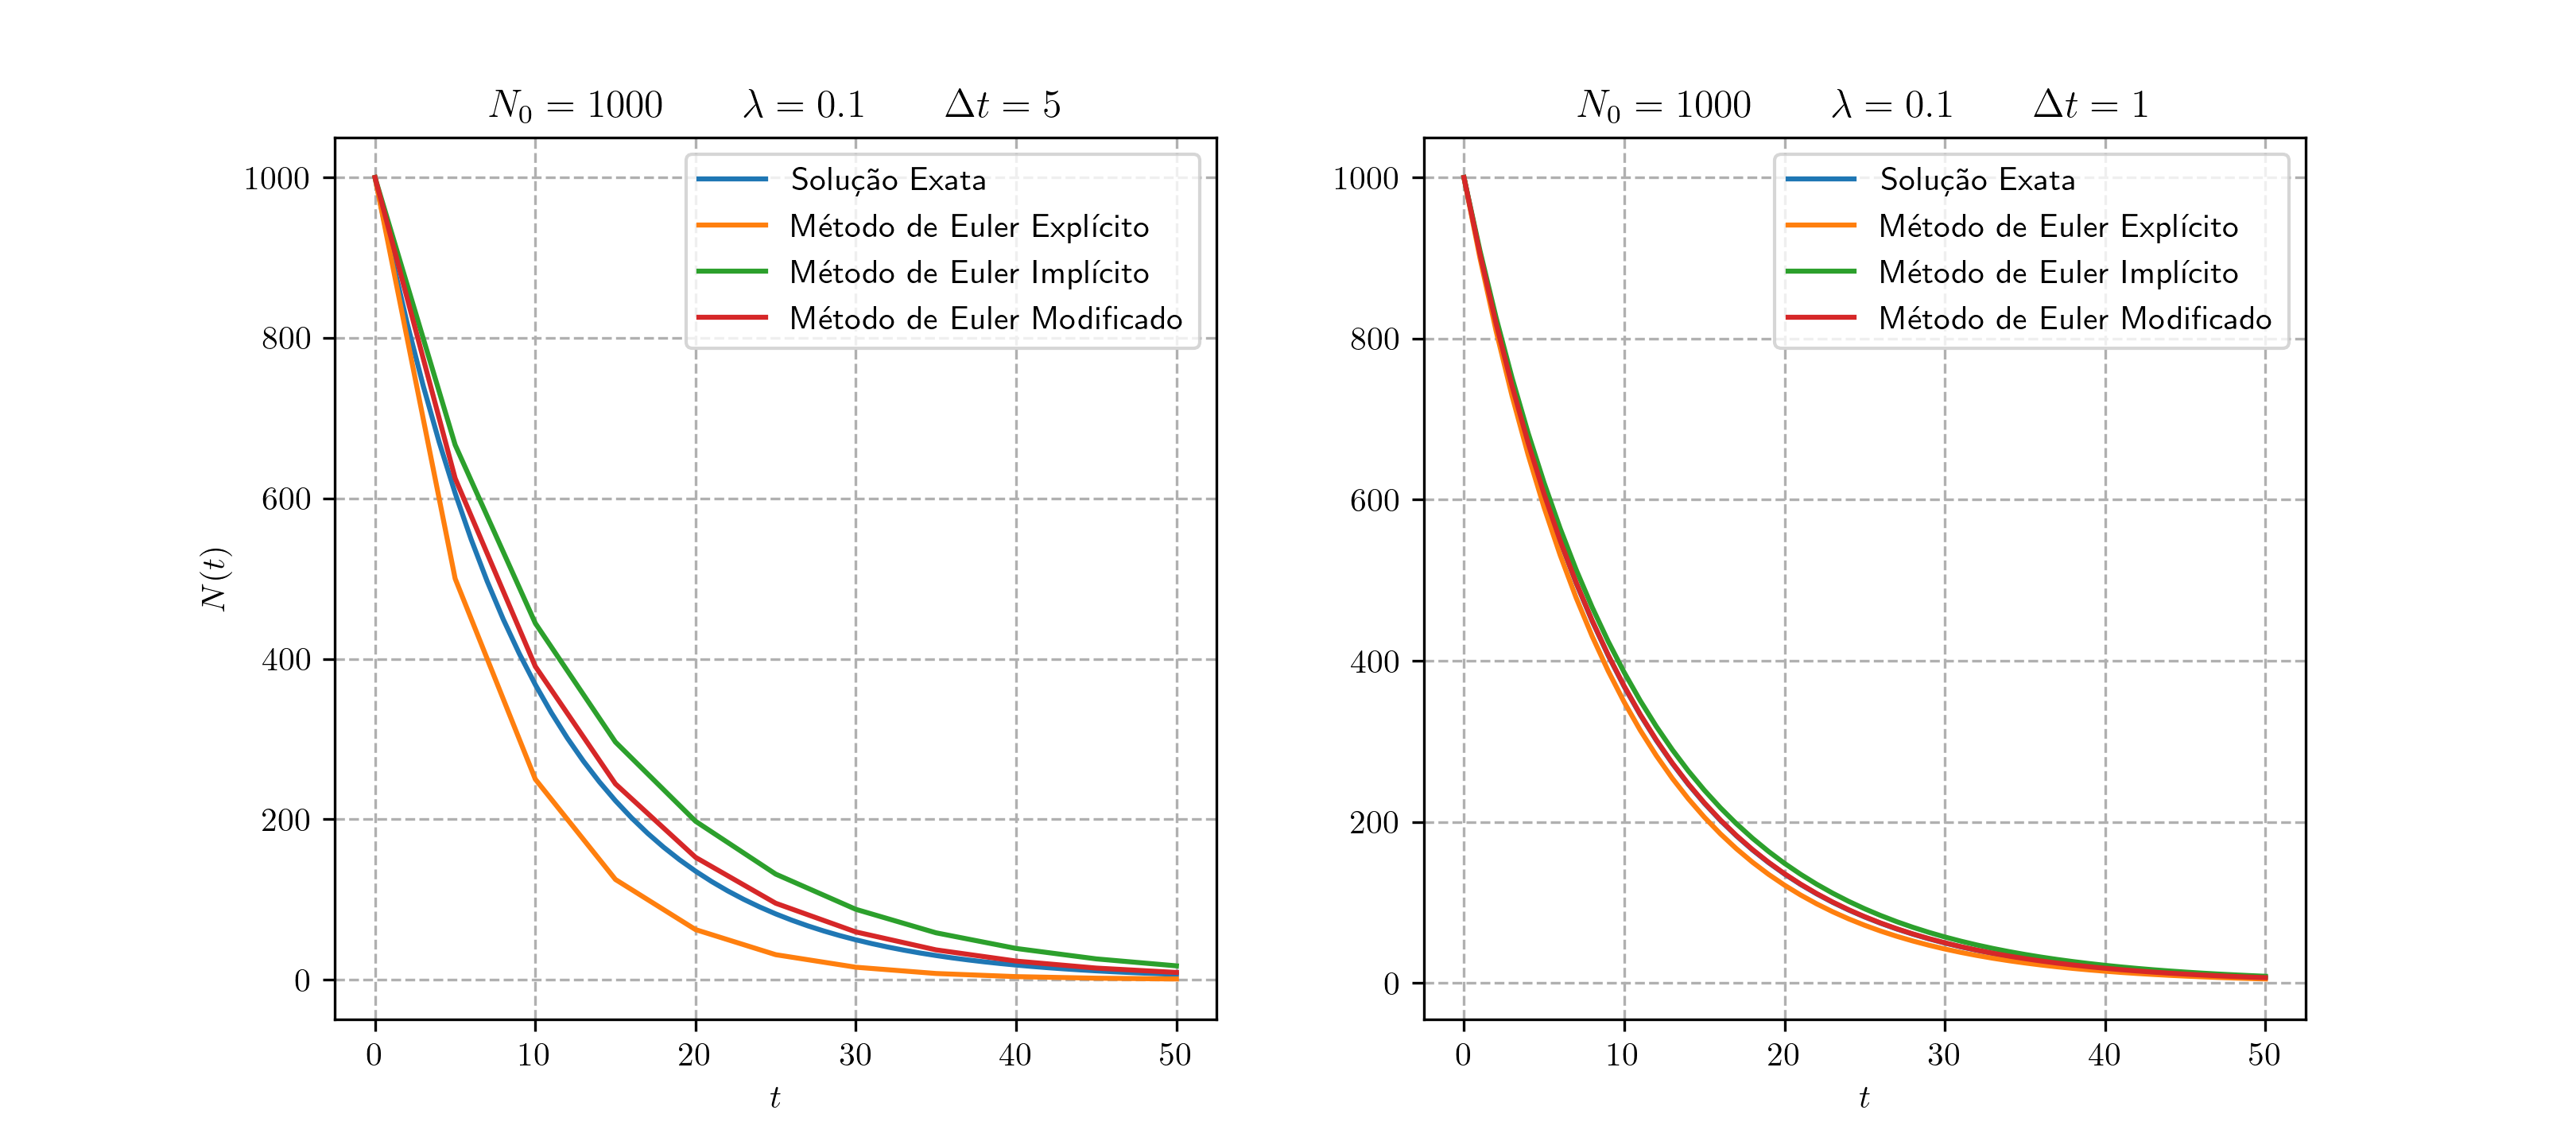 N₀ = 1000 λ = 0.1 Δt = 5
1000
800
600
400
200
0
N(t)
Solução Exata
Método de Euler Explícito
Método de Euler Implícito
Método de Euler Modificado
0 10 20 30 40 50
t
N₀ = 1000 λ = 0.1 Δt = 1
1000
800
600
400
200
0
Solução Exata
Método de Euler Explícito
Método de Euler Implícito
Método de Euler Modificado
0 10 20 30 40 50
t